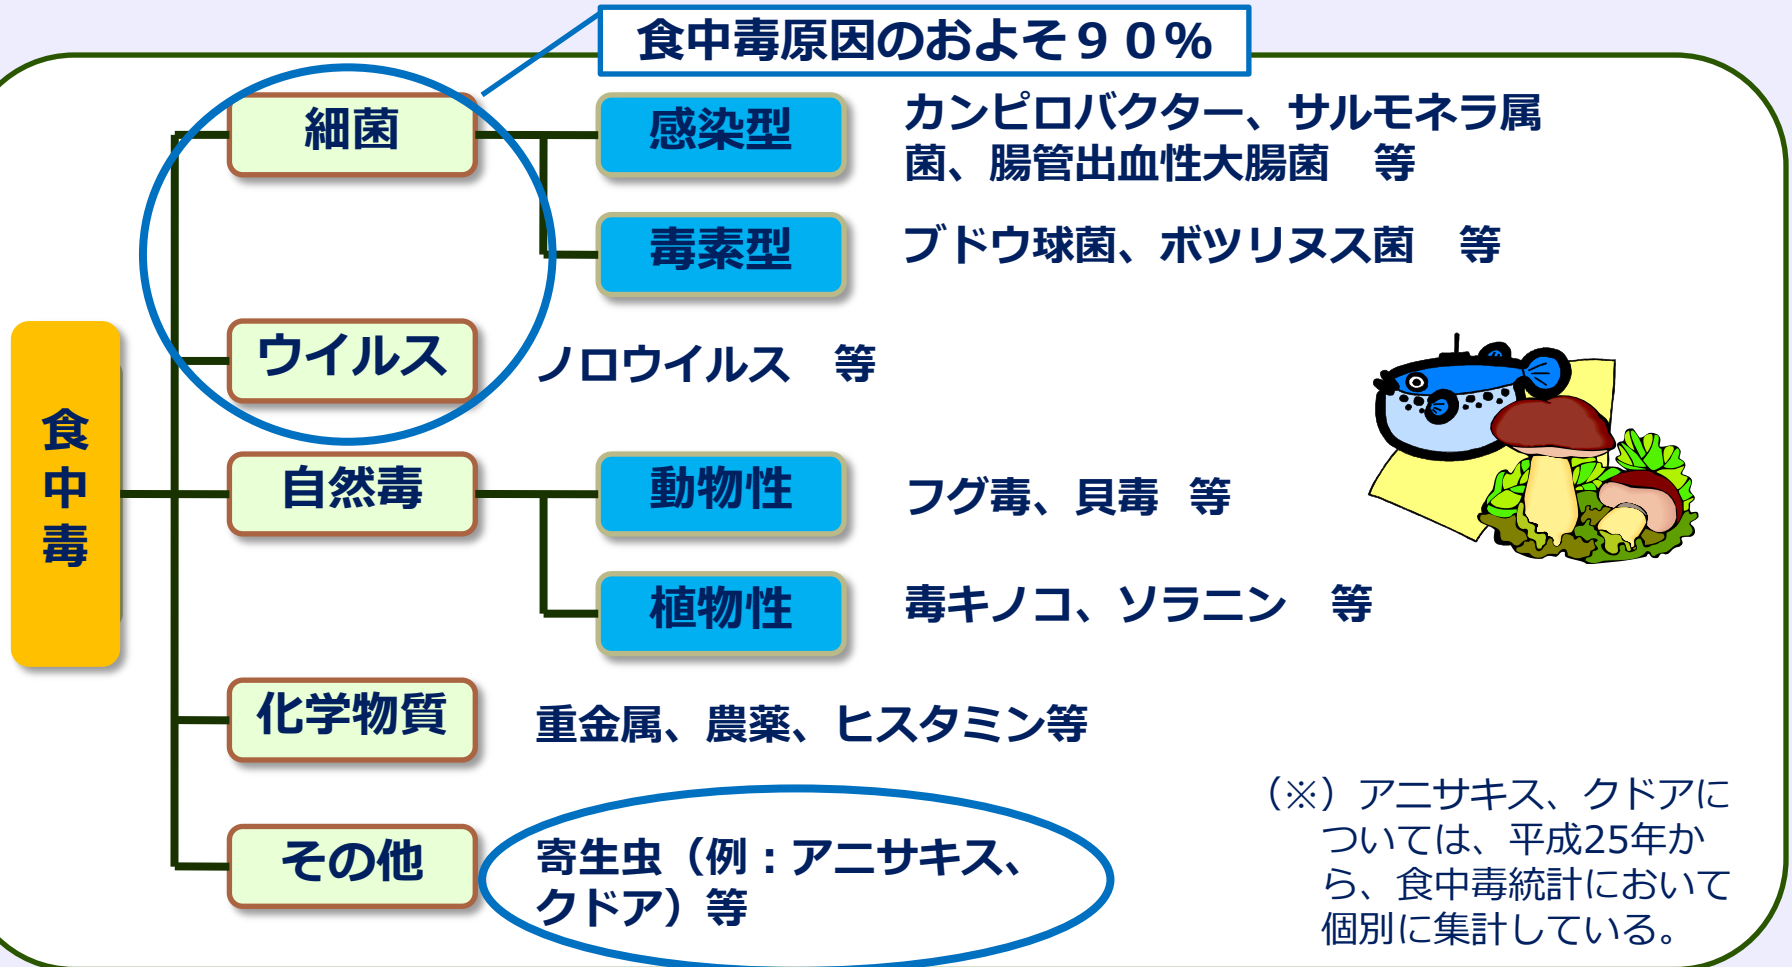 食中毒原因のおよそ９０％
細菌
感染型
カンピロバクター、サルモネラ属
菌、腸管出血性大腸菌　等
毒素型
ブドウ球菌、ボツリヌス菌　等
ウイルス
ノロウイルス　等
食中毒
自然毒
動物性
フグ毒、貝毒 等
植物性
毒キノコ、ソラニン　等
化学物質
重金属、農薬、ヒスタミン等
その他
寄生虫（例：アニサキス、
クドア）等
（※）アニサキス、クドアに
ついては、平成25年か
ら、食中毒統計において
個別に集計している。